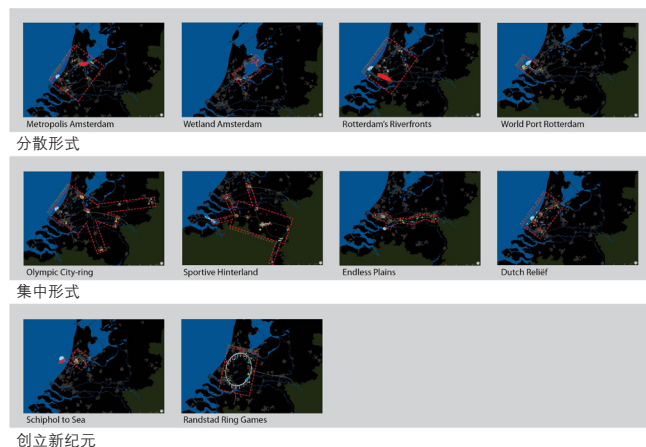 Metropolis Amsterdam
Wetland Amsterdam
Rotterdam's Riverfronts
World Port Rotterdam
分散形式
Olympic City-ring
Sportive Hinterland
Endless Plains
Dutch Reliëf
集中形式
Schiphol to Sea
Randstad Ring Games
创立新纪元